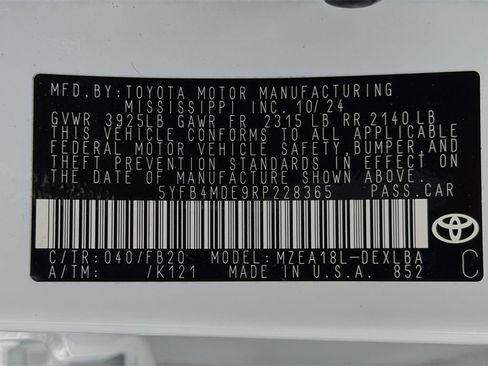 MFD. BY: TOYOTA MOTOR MANUFACTURING
MISSISSIPPI INC. 10/24
GVWR 3925LB GAWR FR. 2315 LB RR 2140 LB
THIS VEHICLE CONFORMS TO ALL APPLICABLE
FEDERAL MOTOR VEHICLE SAFETY, BUMPER, AND
THEFT PREVENTION STANDARDS IN EFFECT ON
THE DATE OF MANUFACTURE SHOWN ABOVE.
5YFB4MDE9RP228365 PASS. CAR
C/TR: 040/FB20 MODEL: MZEA18L-DEXLBA
A/TM: /K121 MADE IN U.S.A. 852
TOYOTA
C